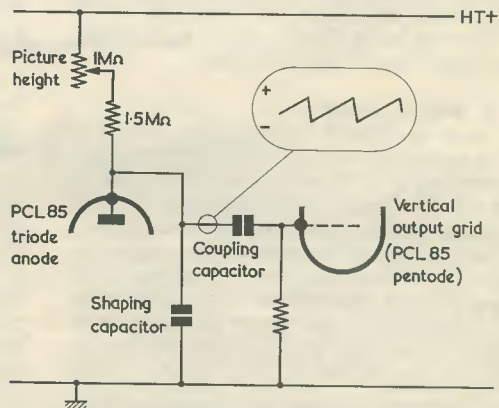 HT+
Picture
height
1MΩ
1·5MΩ
+
−
PCL 85
triode
anode
Coupling
capacitor
Vertical
output grid
(PCL 85
pentode)
Shaping
capacitor